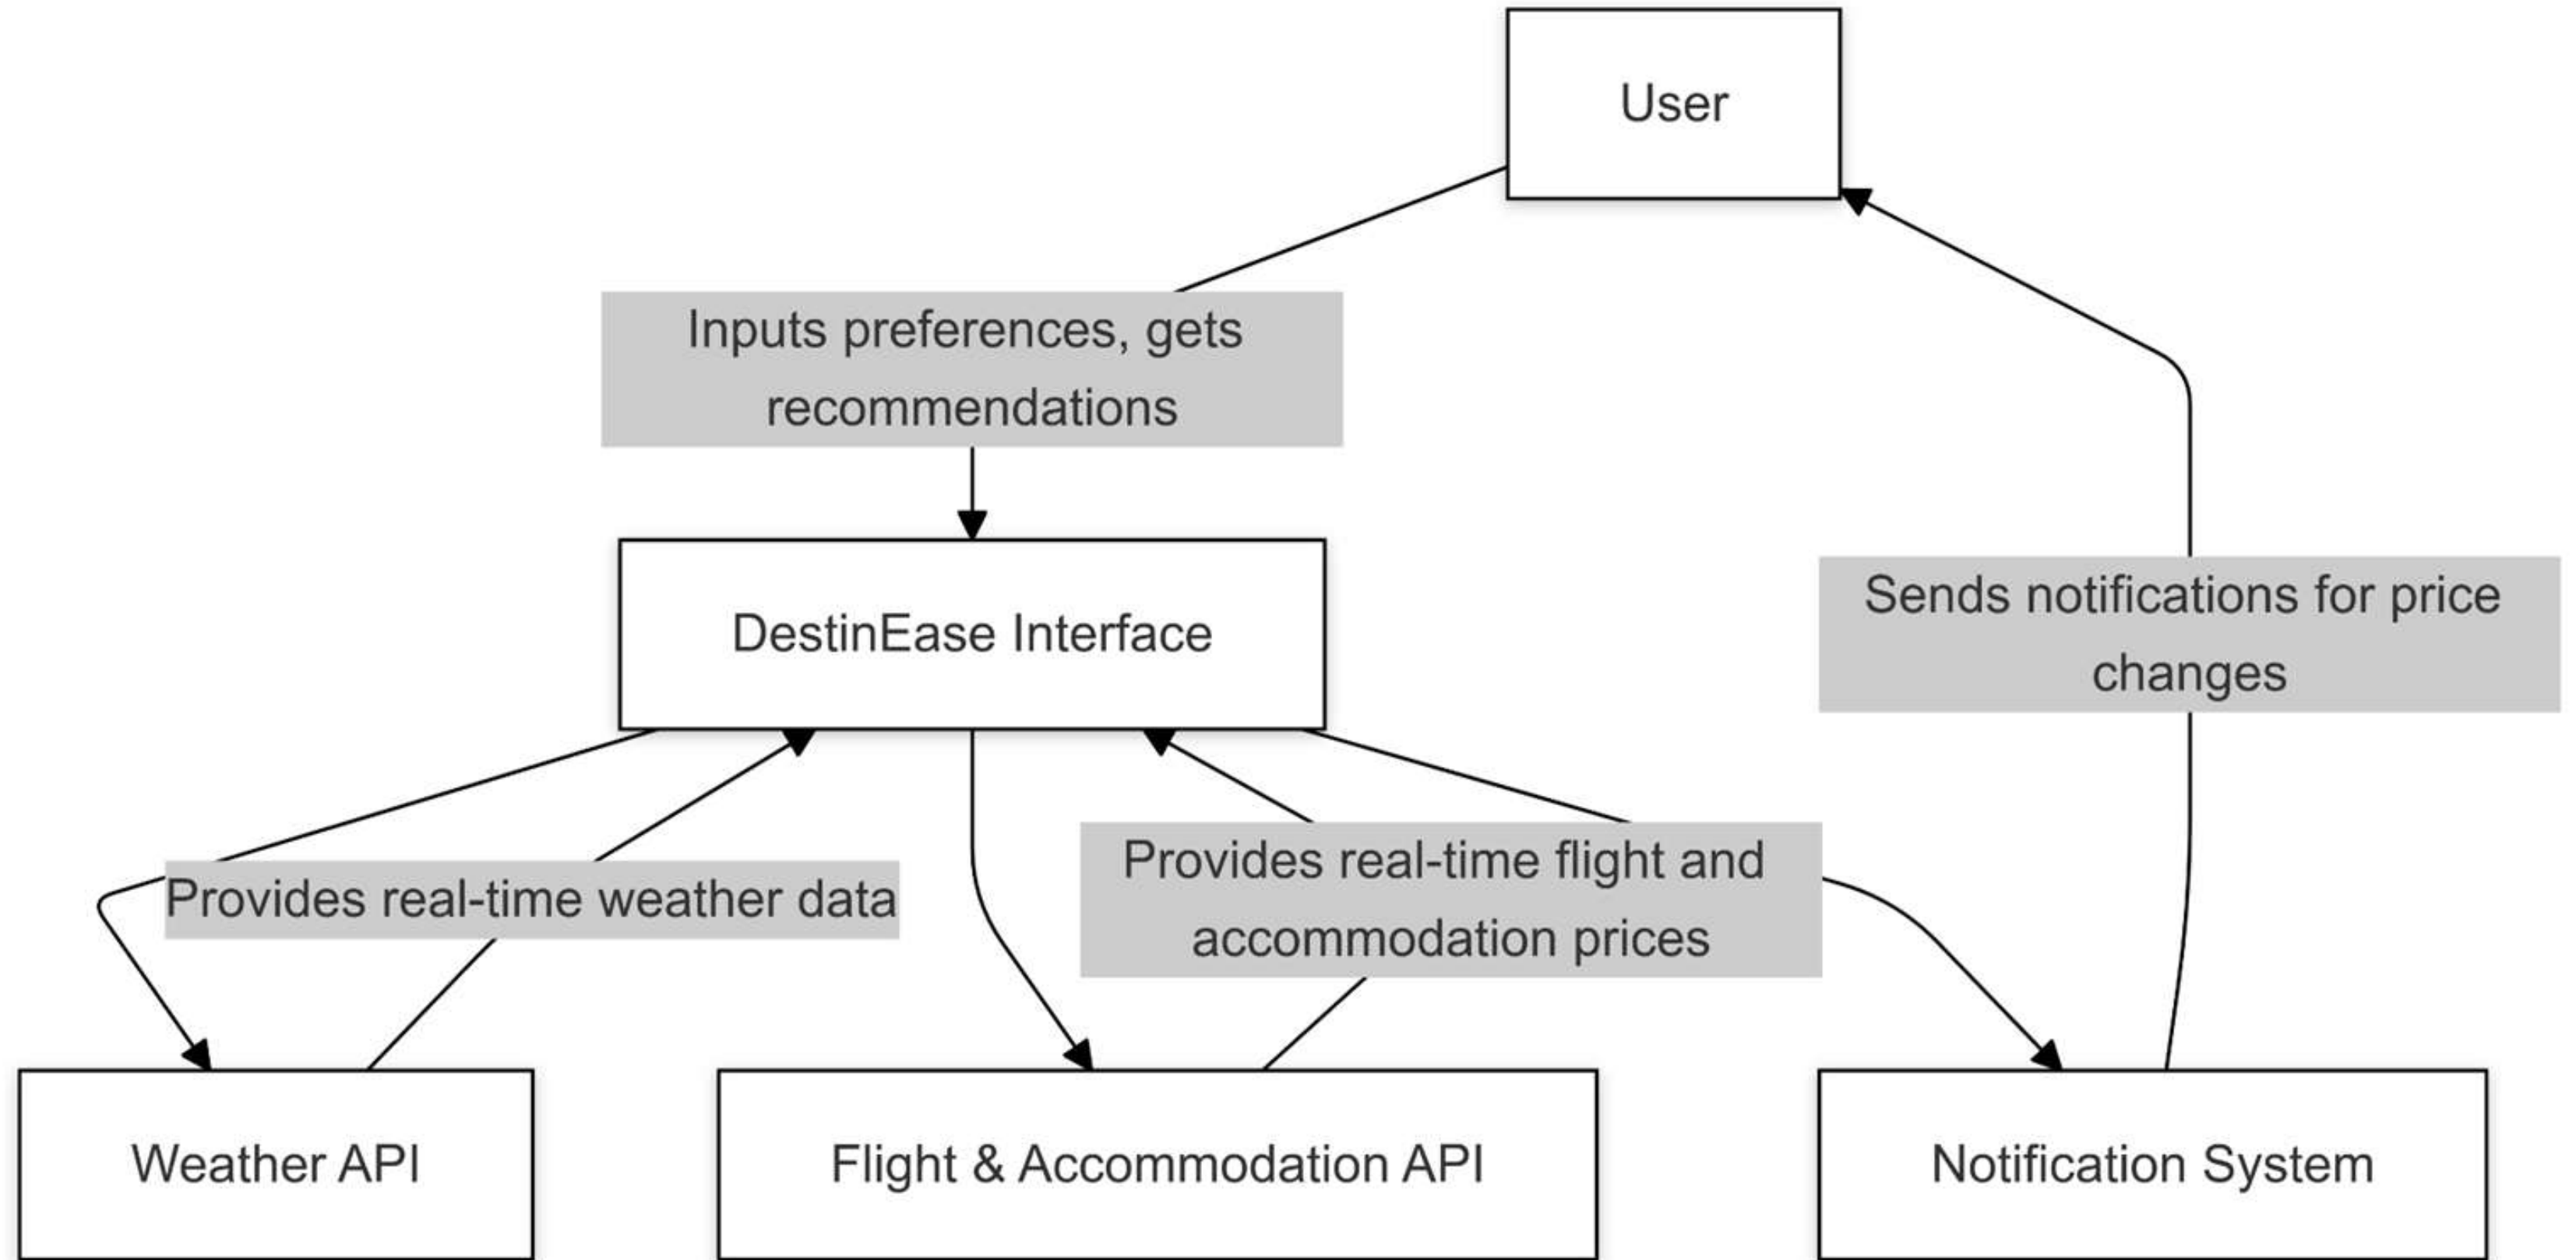 User
Inputs preferences, gets
recommendations
DestinEase Interface
Sends notifications for price
changes
Provides real-time weather data
Provides real-time flight and
accommodation prices
Weather API
Flight & Accommodation API
Notification System